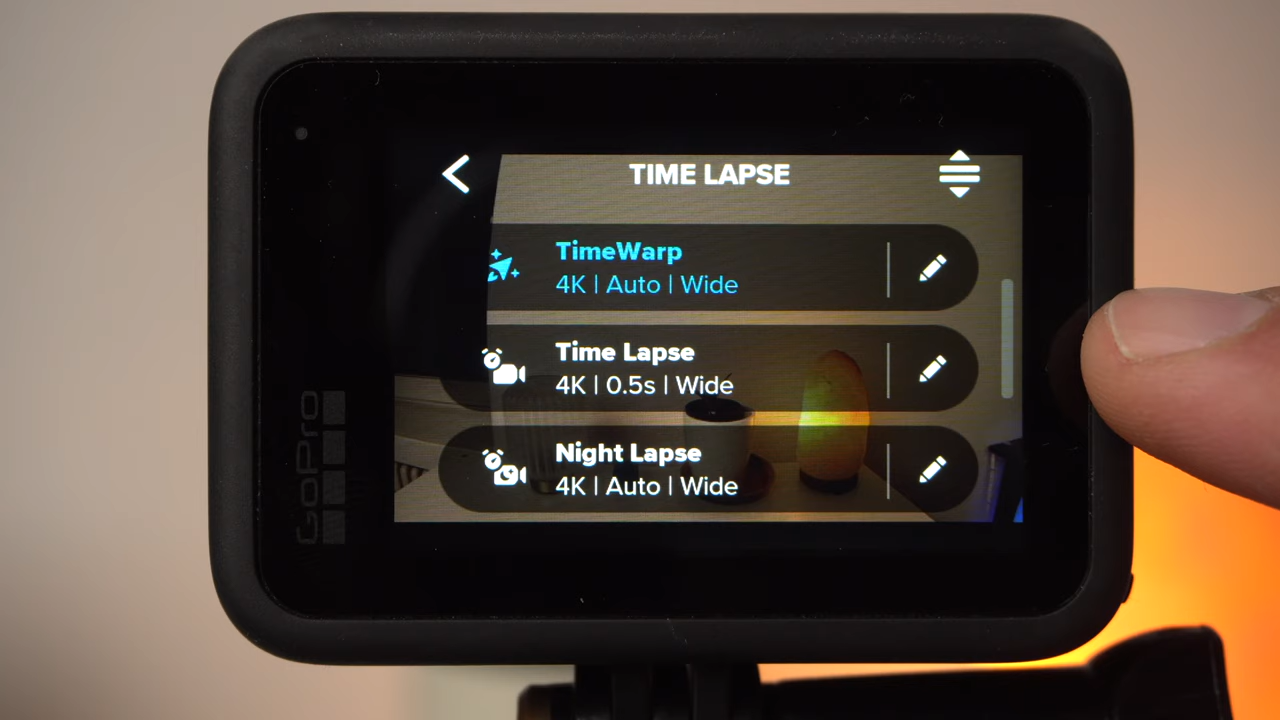 TIME LAPSE
TimeWarp
4K | Auto | Wide
Time Lapse
4K | 0.5s | Wide
Night Lapse
4K | Auto | Wide
GoPro